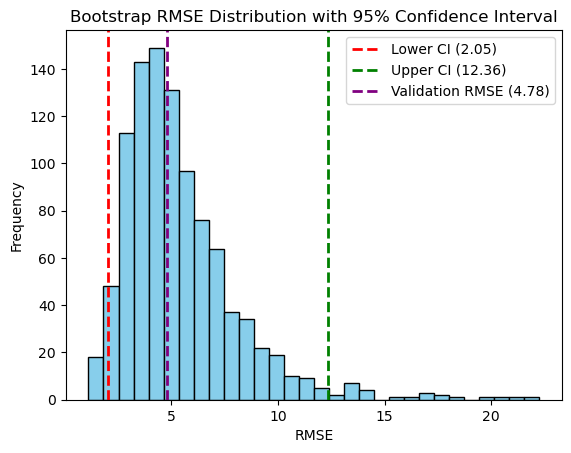 Bootstrap RMSE Distribution with 95% Confidence Interval
Lower CI (2.05)
Upper CI (12.36)
Validation RMSE (4.78)
Frequency
140
120
100
80
60
40
20
0
5
10
15
20
RMSE